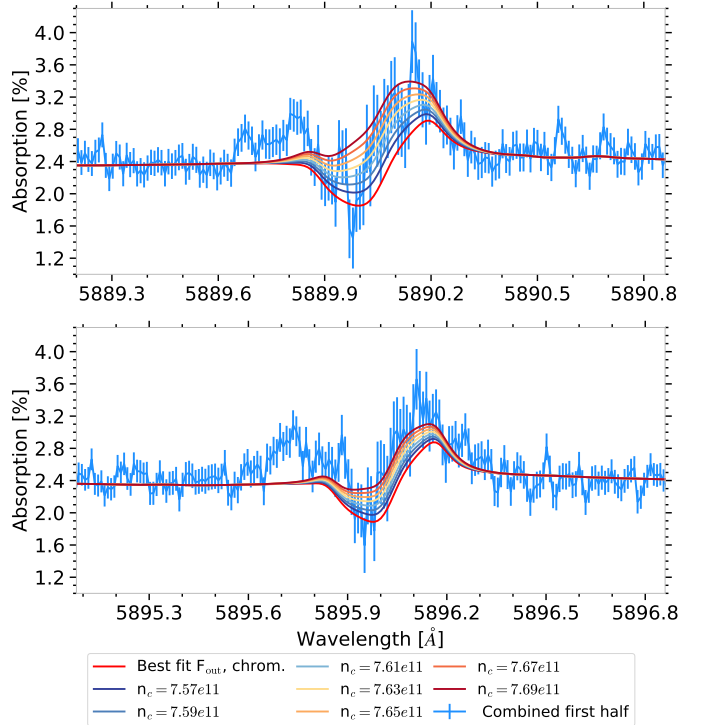 4.0
3.6
3.2
2.8
2.4
2.0
1.6
1.2
Absorption [%]
5889.3 5889.6 5889.9 5890.2 5890.5 5890.8
4.0
3.6
3.2
2.8
2.4
2.0
1.6
1.2
Absorption [%]
5895.3 5895.6 5895.9 5896.2 5896.5 5896.8
Wavelength [Å]
Best fit F_out, chrom. n_c = 7.61e11 n_c = 7.67e11
n_c = 7.57e11 n_c = 7.63e11 n_c = 7.69e11
n_c = 7.59e11 n_c = 7.65e11 Combined first half